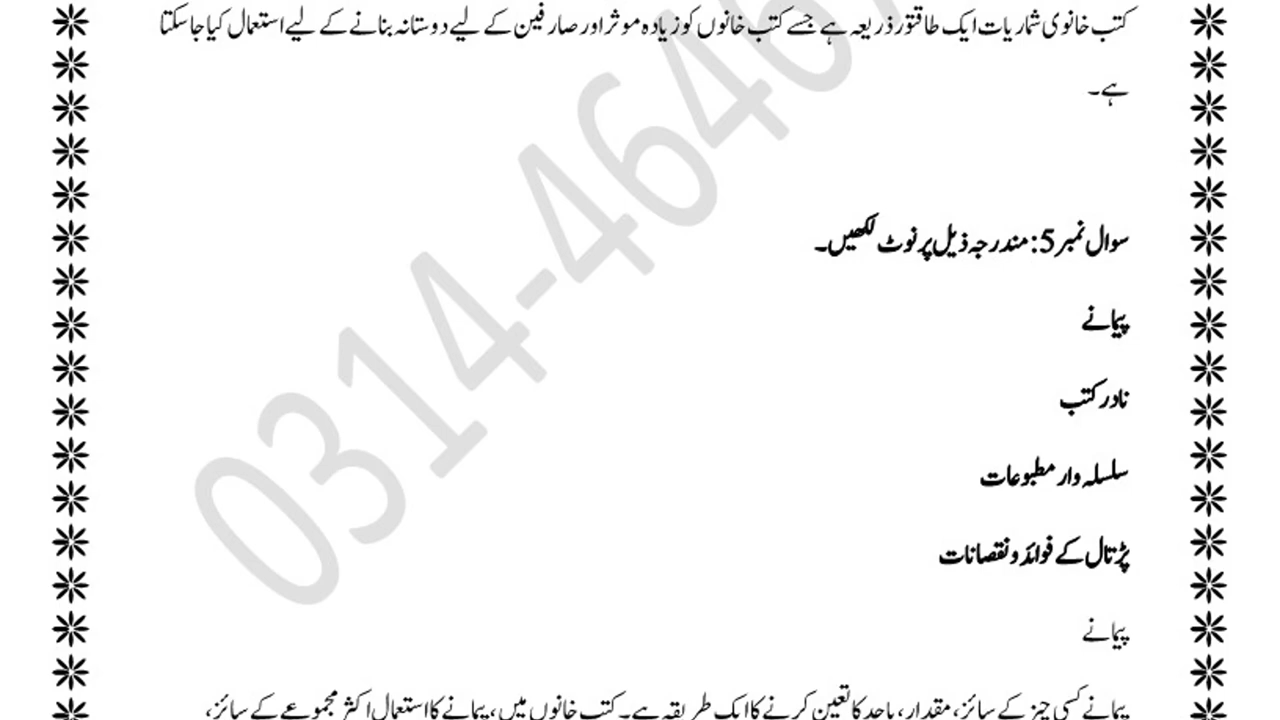 کتب خانوی شماریات ایک طاقتور ذریعہ ہے جسے کتب خانوں کو زیادہ موثر اور صارفین کے لیے دوستانہ بنانے کے لیے استعمال کیا جا سکتا
ہے۔
سوال نمبر 5: مندرجہ ذیل پر نوٹ لکھیں۔
پیمانے
نادر کتب
سلسلہ وار مطبوعات
پڑتال کے فوائد و نقصانات
پیمانے
پیمانے کسی چیز کے سائز، مقدار، یا حد کا تعین کرنے کا ایک طریقہ ہے۔ کتب خانوں میں، پیمانے کا استعمال اکثر مجموعے کے سائز،
0314-464